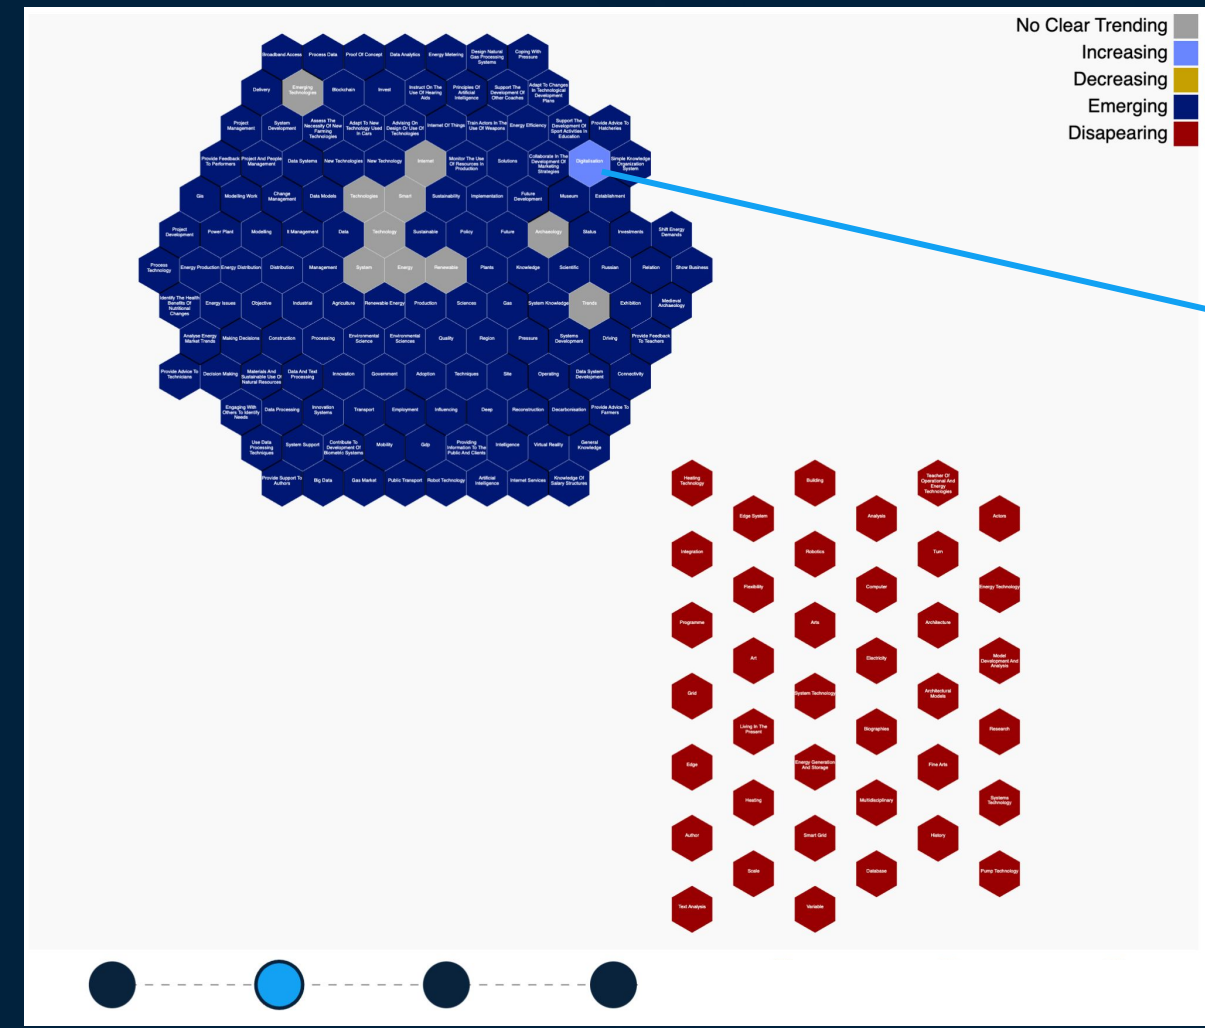 No Clear Trending
Increasing
Decreasing
Emerging
Disapearing
Broadband Access
Process Data
Proof Of Concept
Data Analytics
Energy Metering
Design Natural
Gas Processing
Systems
Coping With
Pressure
Delivery
Emerging
Technologies
Blockchain
Invest
Instruct On The
Use Of Hearing
Aids
Principles Of
Artificial
Intelligence
Support The
Development Of
Other Coaches
Adapt To Changes
In Technological
Development
Plans
Project
Management
System
Development
Assess The
Necessity Of New
Farming
Technologies
Adapt To New
Technology Used
In Cars
Advising On
Design Or Use Of
Technologies
Internet Of Things
Train Actors In The
Use Of Weapons
Energy Efficiency
Support The
Development Of
Sport Activities In
Education
Provide Advice To
Hatcheries
Provide Feedback
To Performers
Project And People
Management
Data Systems
New Technologies
New Technology
Internet
Monitor The Use
Of Resources In
Production
Solutions
Collaborate In The
Development Of
Marketing
Strategies
Digitalisation
Simple Knowledge
Organization
System
Gis
Modelling Work
Change
Management
Data Models
Technologies
Smart
Sustainability
Implementation
Future
Development
Museum
Establishment
Project
Development
Power Plant
Modelling
It Management
Data
Technology
Sustainable
Policy
Future
Archaeology
Status
Investments
Shift Energy
Demands
Process
Technology
Energy Production
Energy Distribution
Distribution
Management
System
Energy
Renewable
Plants
Knowledge
Scientific
Russian
Relation
Show Business
Identify The Health
Benefits Of
Nutritional
Changes
Energy Issues
Objective
Industrial
Agriculture
Renewable Energy
Production
Sciences
Gas
System Knowledge
Trends
Exhibition
Medieval
Archaeology
Analyse Energy
Market Trends
Making Decisions
Construction
Processing
Environmental
Science
Environmental
Sciences
Quality
Region
Pressure
Systems
Development
Driving
Provide Feedback
To Teachers
Provide Advice To
Technicians
Decision Making
Materials And
Sustainable Use Of
Natural Resources
Data And Text
Processing
Innovation
Government
Adoption
Techniques
Site
Operating
Data System
Development
Connectivity
Engaging With
Others To Identify
Needs
Data Processing
Innovation
Systems
Transport
Employment
Influencing
Deep
Reconstruction
Decarbonisation
Provide Advice To
Farmers
Use Data
Processing
Techniques
System Support
Contribute To
Development Of
Biometric Systems
Mobility
Gdp
Providing
Information To The
Public And Clients
Intelligence
Virtual Reality
General
Knowledge
Provide Support To
Authors
Big Data
Gas Market
Public Transport
Robot Technology
Artificial
Intelligence
Internet Services
Knowledge Of
Salary Structures
Heating
Technology
Building
Teacher Of
Operational And
Energy
Technologies
Edge System
Analysis
Actors
Integration
Robotics
Turn
Flexibility
Computer
Energy Technology
Programme
Arts
Architecture
Art
Electricity
Model
Development And
Analysis
Grid
System Technology
Architectural
Models
Living In The
Present
Biographies
Research
Edge
Energy Generation
And Storage
Fine Arts
Heating
Multidisciplinary
Systems
Technology
Author
Smart Grid
History
Scale
Database
Pump Technology
Text Analysis
Variable